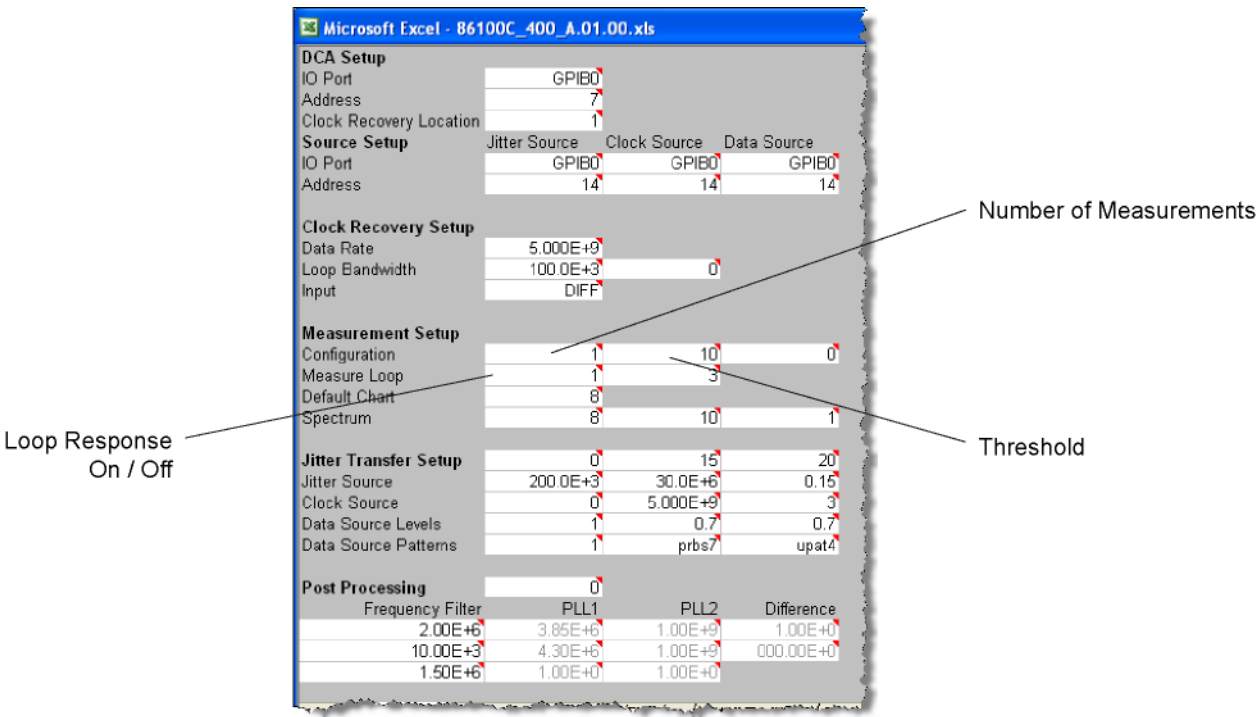 Microsoft Excel - 86100C_400_A.01.00.xls
DCA Setup
IO Port GPIB0
Address 7
Clock Recovery Location 1
Source Setup Jitter Source Clock Source Data Source
IO Port GPIB0 GPIB0 GPIB0
Address 14 14 14
Number of Measurements
Clock Recovery Setup
Data Rate 5.000E+9
Loop Bandwidth 100.0E+3 0
Input DIFF
Measurement Setup
Configuration 1 10 0
Measure Loop 1 3
Default Chart 8
Spectrum 8 10 1
Loop Response
On / Off
Threshold
Jitter Transfer Setup 0 15 20
Jitter Source 200.0E+3 30.0E+6 0.15
Clock Source 0 5.000E+9 3
Data Source Levels 1 0.7 0.7
Data Source Patterns 1 prbs7 upat4
Post Processing 0
Frequency Filter PLL1 PLL2 Difference
2.00E+6 3.85E+6 1.00E+9 1.00E+0
10.00E+3 4.30E+6 1.00E+9 000.00E+0
1.50E+6 1.00E+0 1.00E+0